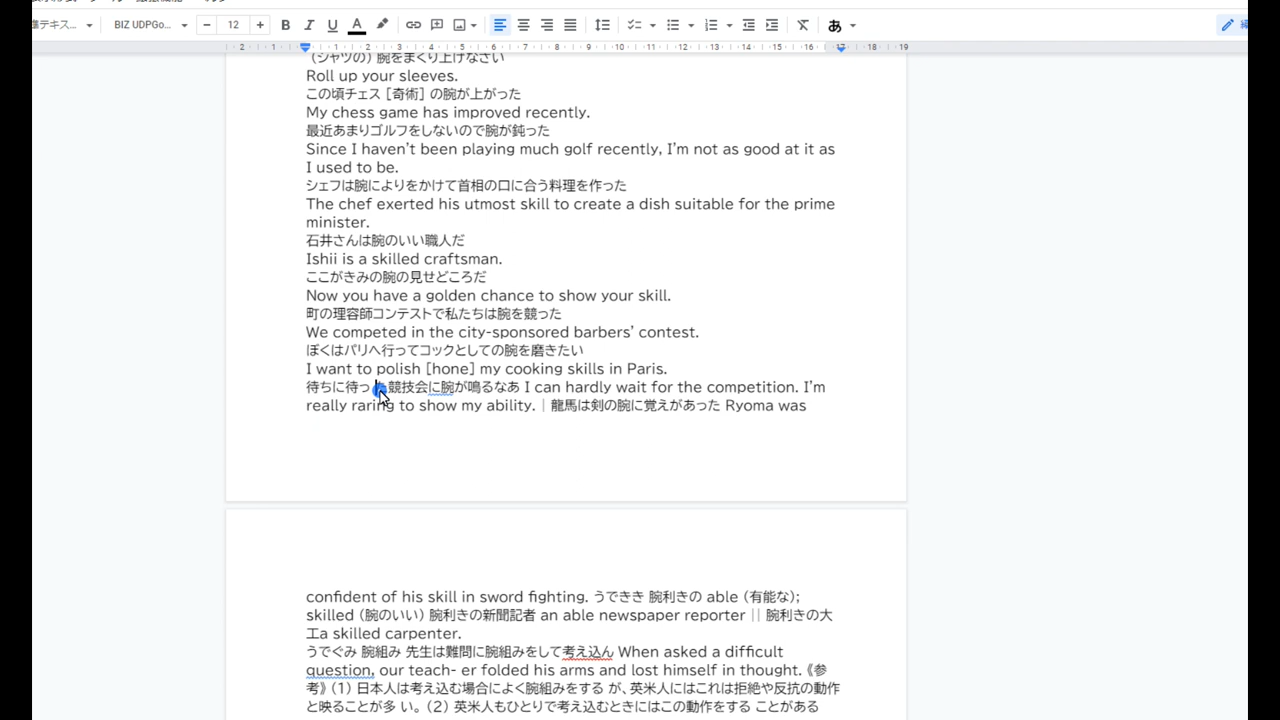 BIZ UDPGo... 12 B I U A あ
2 1 1 2 3 4 5 6 7 8 9 10 11 12 13 14 15 16 17 18 19
（シャツの）腕をまくり上げなさい
Roll up your sleeves.
この頃チェス［奇術］の腕が上がった
My chess game has improved recently.
最近あまりゴルフをしないので腕が鈍った
Since I haven't been playing much golf recently, I'm not as good at it as
I used to be.
シェフは腕によりをかけて首相の口に合う料理を作った
The chef exerted his utmost skill to create a dish suitable for the prime
minister.
石井さんは腕のいい職人だ
Ishii is a skilled craftsman.
ここがきみの腕の見せどころだ
Now you have a golden chance to show your skill.
町の理容師コンテストで私たちは腕を競った
We competed in the city-sponsored barbers' contest.
ぼくはパリへ行ってコックとしての腕を磨きたい
I want to polish [hone] my cooking skills in Paris.
待ちに待った競技会に腕が鳴るなあ I can hardly wait for the competition. I'm
really raring to show my ability. | 龍馬は剣の腕に覚えがあった Ryoma was
confident of his skill in sword fighting. うできき 腕利きの able（有能な）;
skilled（腕のいい）腕利きの新聞記者 an able newspaper reporter || 腕利きの大
工a skilled carpenter.
うでぐみ 腕組み 先生は難問に腕組みをして考え込ん When asked a difficult
question, our teach- er folded his arms and lost himself in thought.《参
考》（1）日本人は考え込む場合によく腕組みをする が、英米人にはこれは拒絶や反抗の動作
と映ることが多 い。（2）英米人もひとりで考え込むときにはこの動作をする ことがある